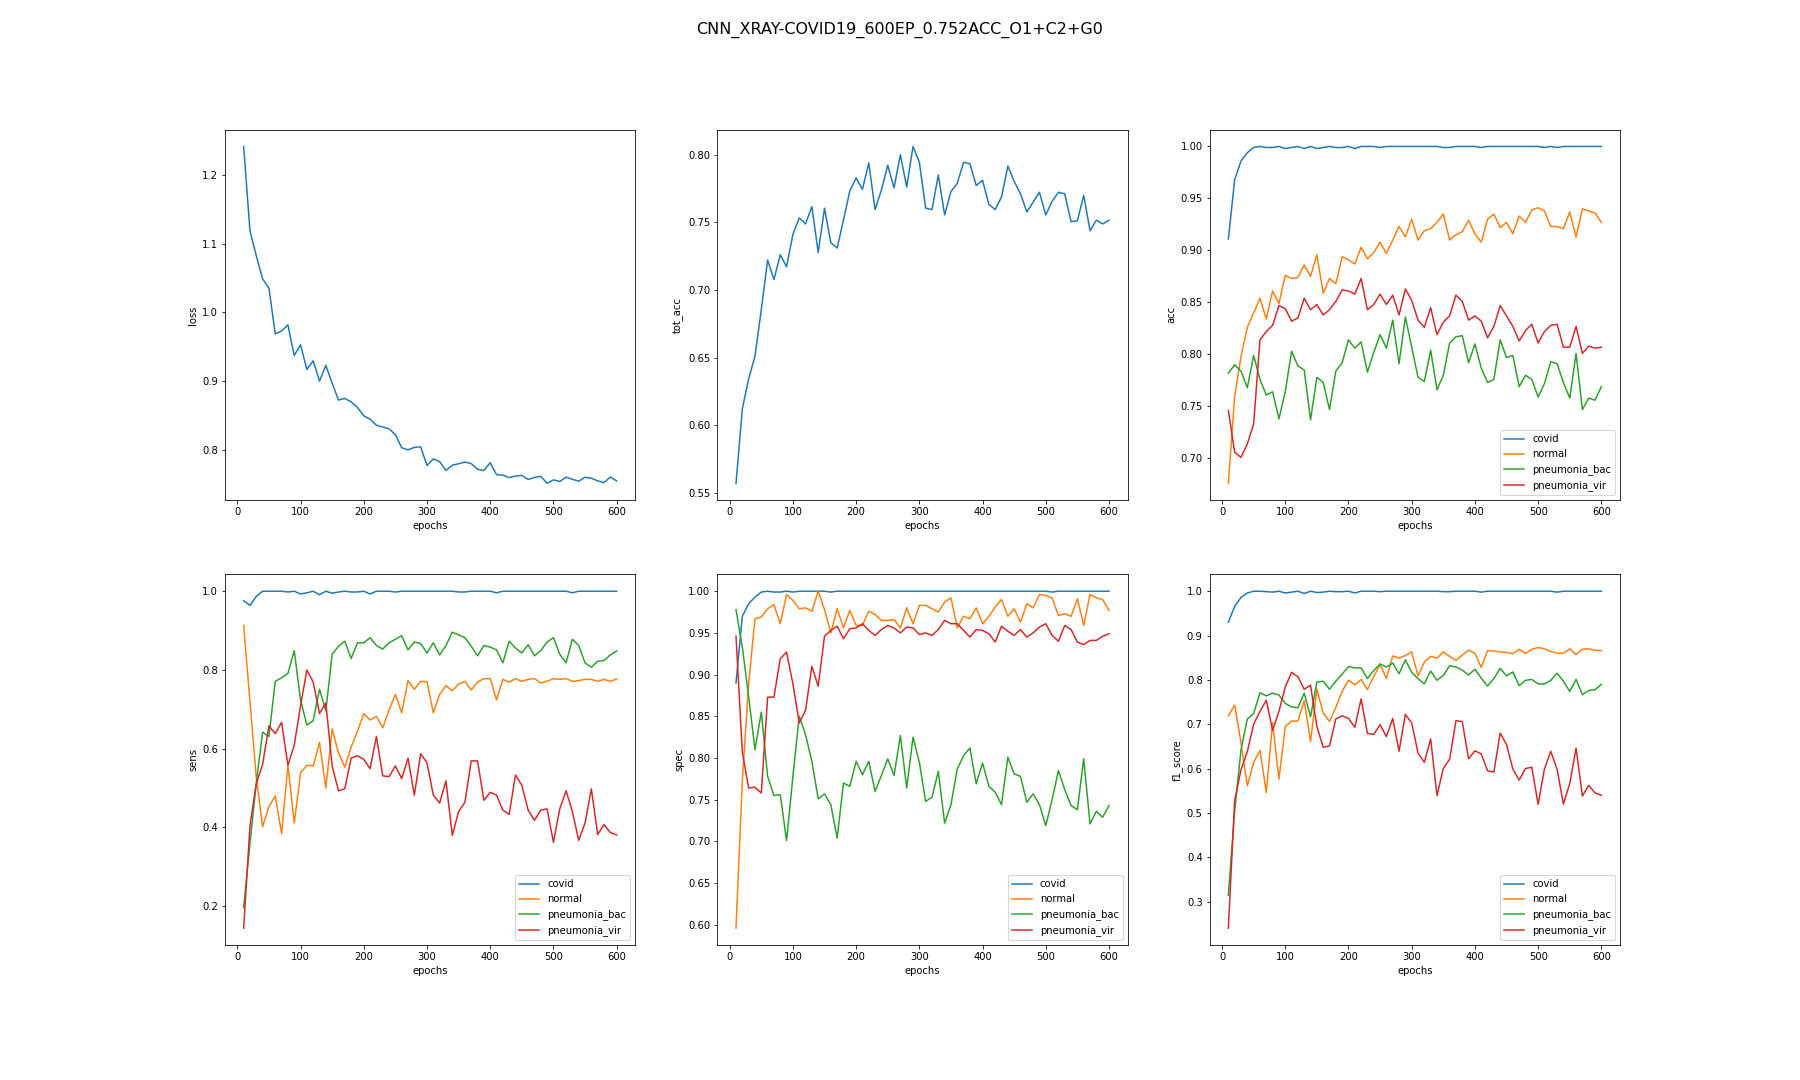 CNN_XRAY-COVID19_600EP_0.752ACC_O1+C2+G0
loss
1.2
1.1
1.0
0.9
0.8
0 100 200 300 400 500 600
epochs
tot_acc
0.80
0.75
0.70
0.65
0.60
0.55
0 100 200 300 400 500 600
epochs
acc
1.00
0.95
0.90
0.85
0.80
0.75
0.70
covid
normal
pneumonia_bac
pneumonia_vir
0 100 200 300 400 500 600
epochs
sens
1.0
0.8
0.6
0.4
0.2
covid
normal
pneumonia_bac
pneumonia_vir
0 100 200 300 400 500 600
epochs
spec
1.00
0.95
0.90
0.85
0.80
0.75
0.70
0.65
0.60
covid
normal
pneumonia_bac
pneumonia_vir
0 100 200 300 400 500 600
epochs
f1_score
1.0
0.9
0.8
0.7
0.6
0.5
0.4
0.3
covid
normal
pneumonia_bac
pneumonia_vir
0 100 200 300 400 500 600
epochs